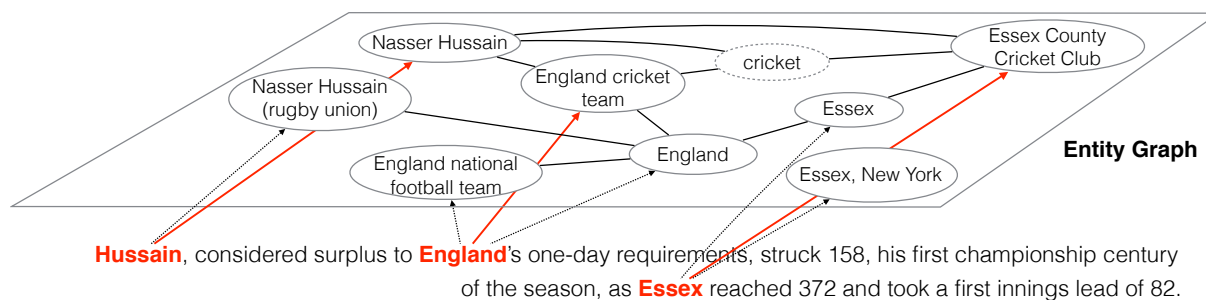 Nasser Hussain
Essex County
Cricket Club
cricket
England cricket
team
Nasser Hussain
(rugby union)
Essex
Entity Graph
England
England national
football team
Essex, New York
Hussain, considered surplus to England's one-day requirements, struck 158, his first championship century
of the season, as Essex reached 372 and took a first innings lead of 82.